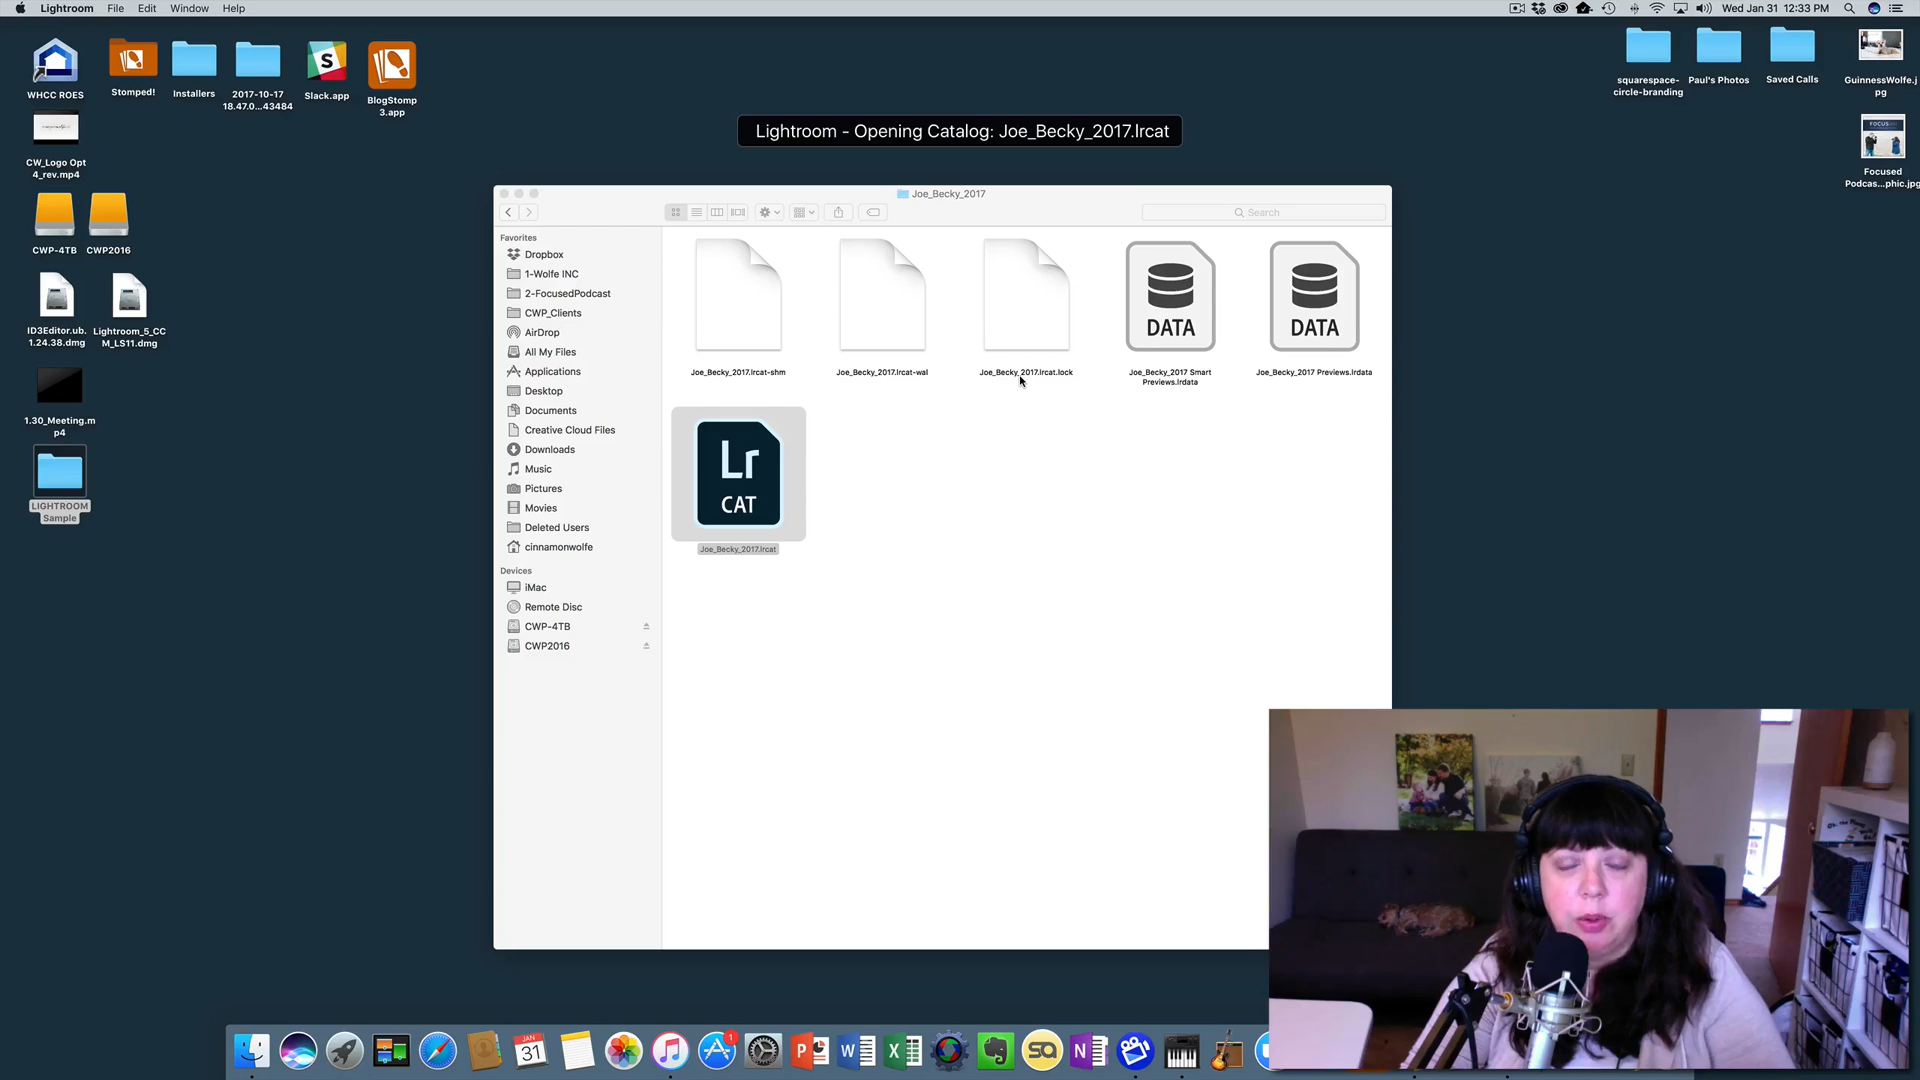 Lightroom File Edit Window Help
Wed Jan 31 12:33 PM
WHCC ROES
Stomped!
Installers
2017-10-17
18.47.0...43484
S
Slack.app
BlogStomp
3.app
squarespace-
circle-branding
Paul's Photos
Saved Calls
GuinnessWolfe.j
pg
CW_Logo Opt
4_rev.mp4
FOCUSED
Focused
Podcas...phic.jpg
Lightroom - Opening Catalog: Joe_Becky_2017.lrcat
CWP-4TB
CWP2016
ID3Editor.ub.
1.24.38.dmg
Lightroom_5_CC
M_LS11.dmg
1.30_Meeting.m
p4
LIGHTROOM
Sample
Joe_Becky_2017
Search
Favorites
Dropbox
1-Wolfe INC
2-FocusedPodcast
CWP_Clients
AirDrop
All My Files
Applications
Desktop
Documents
Creative Cloud Files
Downloads
Music
Pictures
Movies
Deleted Users
cinnamonwolfe
Devices
iMac
Remote Disc
CWP-4TB
CWP2016
DATA
DATA
Joe_Becky_2017.lrcat-shm
Joe_Becky_2017.lrcat-wal
Joe_Becky_2017.lrcat.lock
Joe_Becky_2017 Smart
Previews.lrdata
Joe_Becky_2017 Previews.lrdata
Lr
CAT
Joe_Becky_2017.lrcat
JAN
31
1
P
W
X
SQ
N